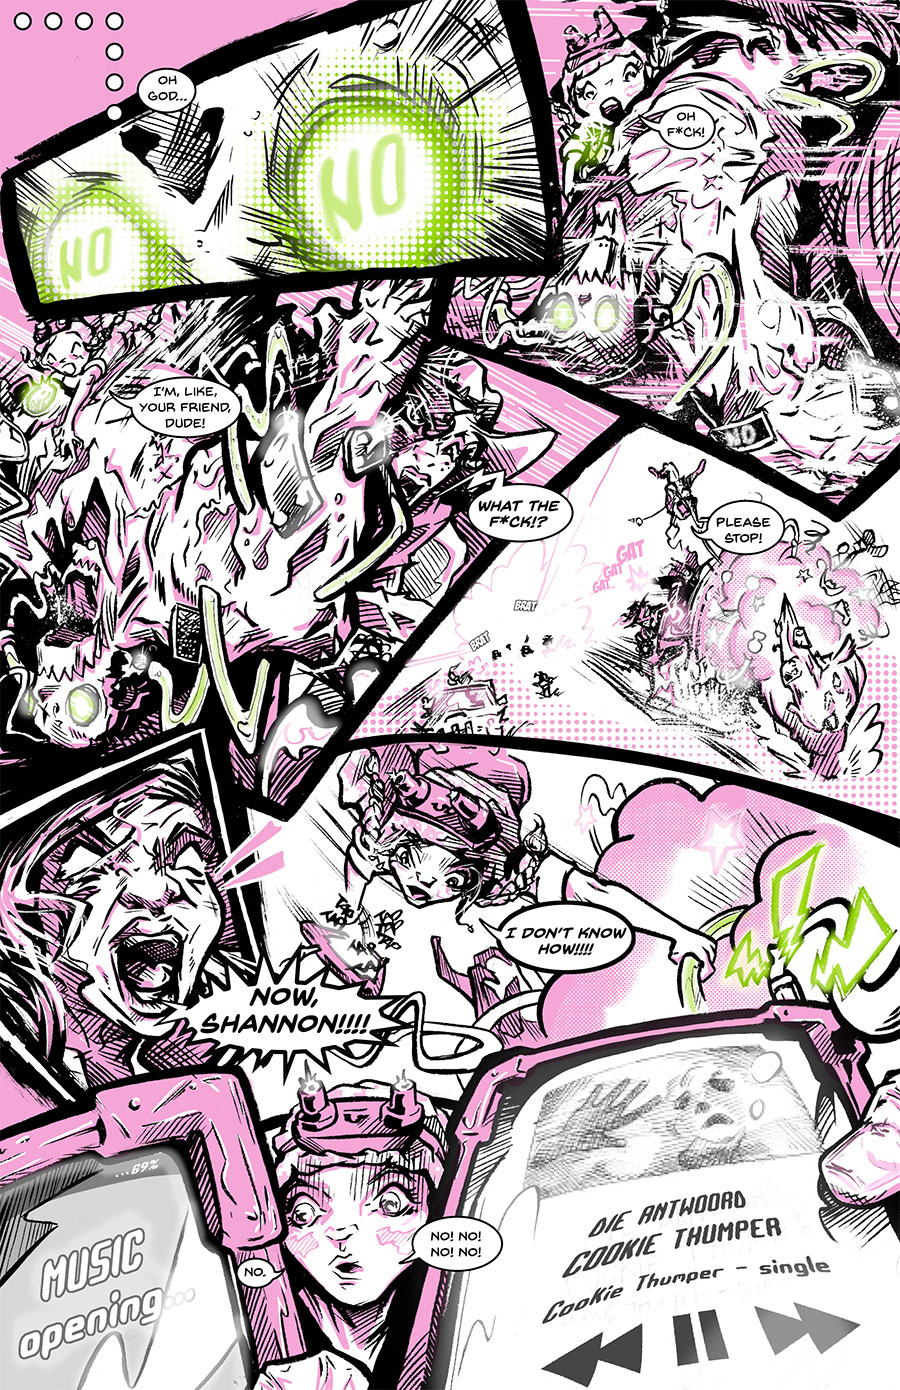 OH
GOD...
NO
NO
OH
F*CK!
I'M, LIKE,
YOUR FRIEND,
DUDE!
NO
WHAT THE
F*CK!?
PLEASE
STOP!
GAT
GAT
GAT
BRAT
BRAT
NOW,
SHANNON!!!!
TAP
TAP
I DON'T KNOW
HOW!!!!
...69%
MUSIC
opening...
NO.
NO! NO!
NO! NO!
DIE ANTWOORD
COOKIE THUMPER
CooKie Thumper - single